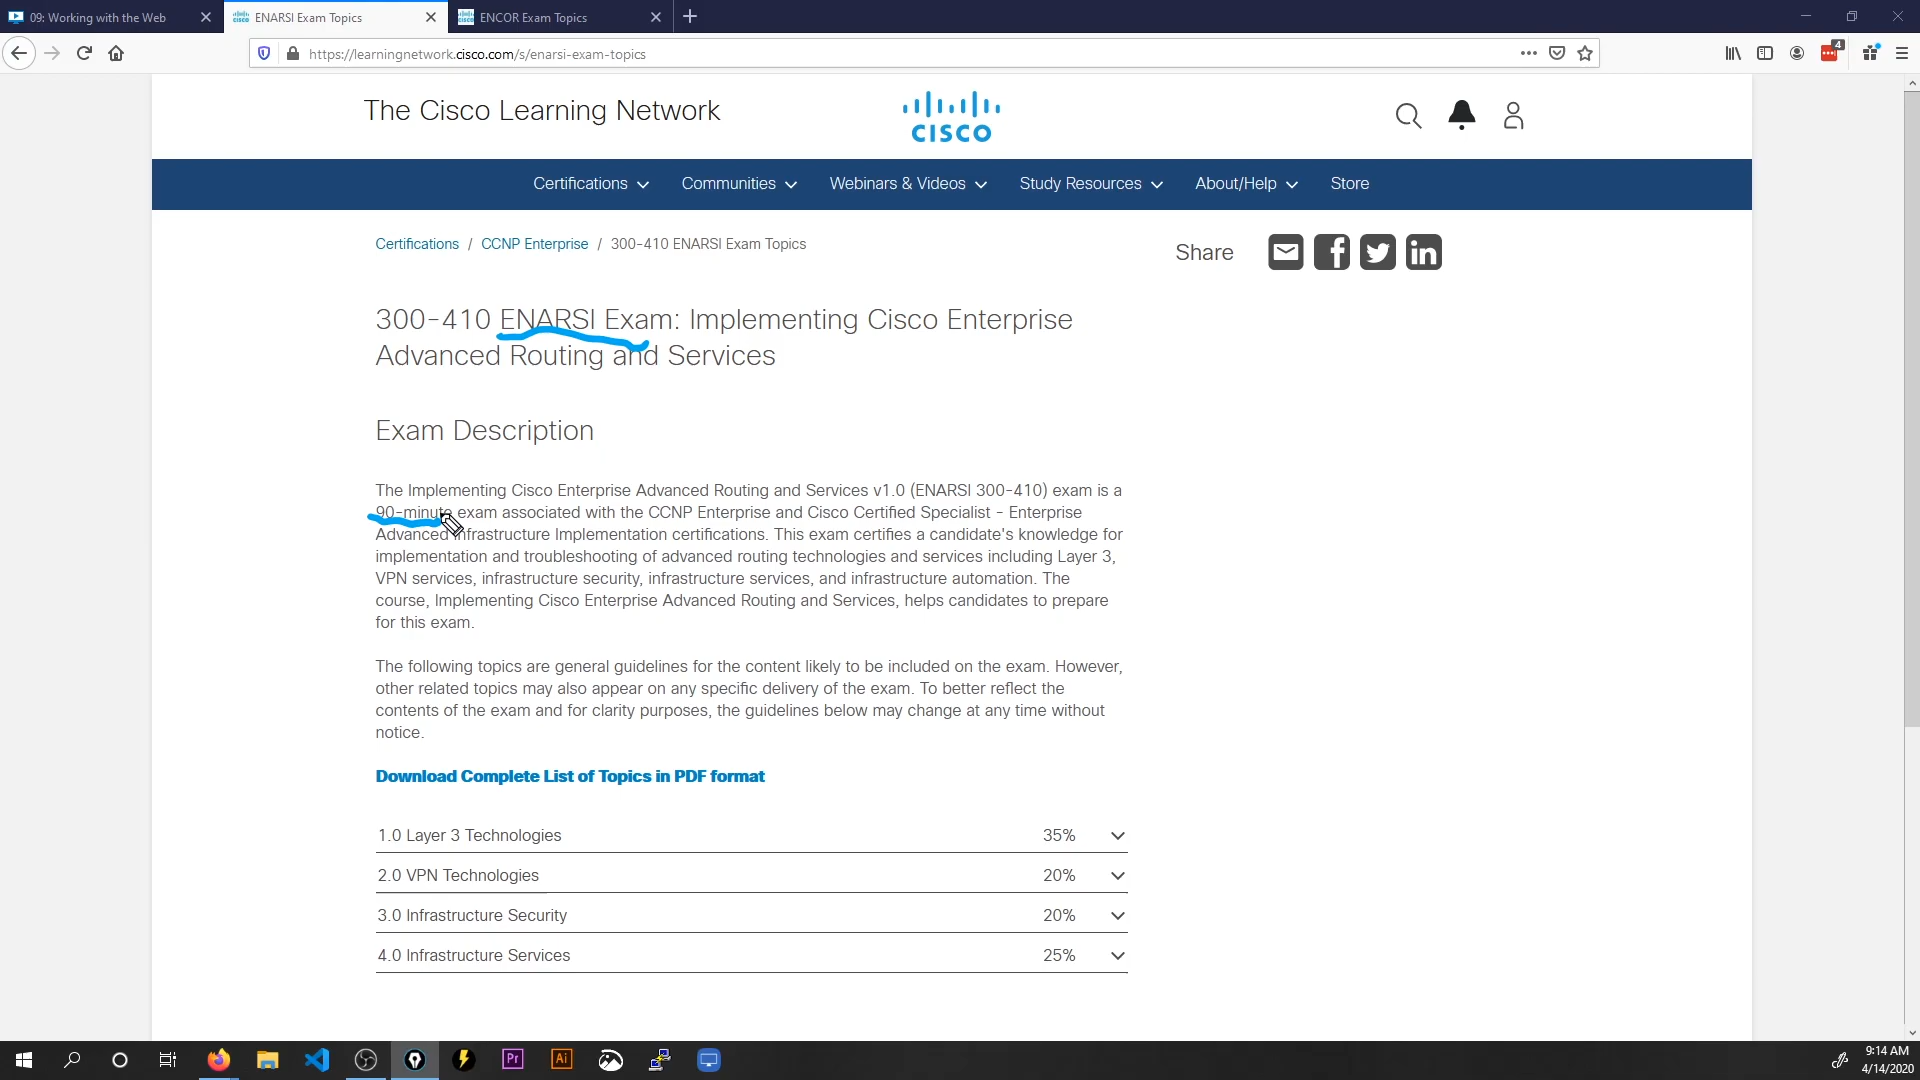 09: Working with the Web
ENARSI Exam Topics
ENCOR Exam Topics
https://learningnetwork.cisco.com/s/enarsi-exam-topics
4
The Cisco Learning Network
CISCO
Certifications
Communities
Webinars & Videos
Study Resources
About/Help
Store
Certifications / CCNP Enterprise / 300-410 ENARSI Exam Topics
Share
300-410 ENARSI Exam: Implementing Cisco Enterprise
Advanced Routing and Services
Exam Description
The Implementing Cisco Enterprise Advanced Routing and Services v1.0 (ENARSI 300-410) exam is a
90-minute exam associated with the CCNP Enterprise and Cisco Certified Specialist - Enterprise
Advanced Infrastructure Implementation certifications. This exam certifies a candidate's knowledge for
implementation and troubleshooting of advanced routing technologies and services including Layer 3,
VPN services, infrastructure security, infrastructure services, and infrastructure automation. The
course, Implementing Cisco Enterprise Advanced Routing and Services, helps candidates to prepare
for this exam.
The following topics are general guidelines for the content likely to be included on the exam. However,
other related topics may also appear on any specific delivery of the exam. To better reflect the
contents of the exam and for clarity purposes, the guidelines below may change at any time without
notice.
Download Complete List of Topics in PDF format
1.0 Layer 3 Technologies 35%
2.0 VPN Technologies 20%
3.0 Infrastructure Security 20%
4.0 Infrastructure Services 25%
Pr
Ai
9:14 AM
4/14/2020